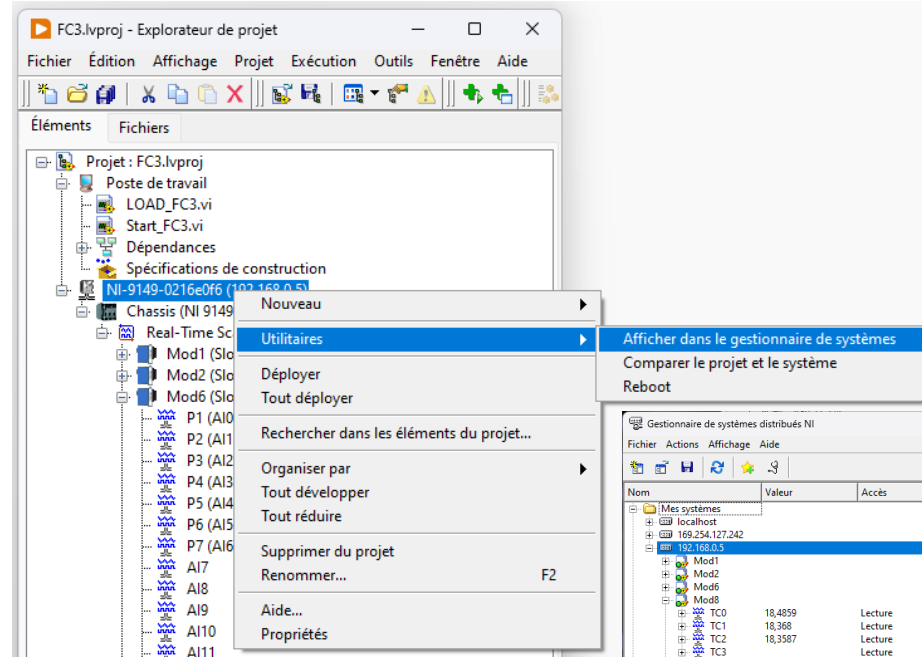 FC3.lvproj - Explorateur de projet
Fichier Édition Affichage Projet Exécution Outils Fenêtre Aide
Éléments Fichiers
Projet : FC3.lvproj
Poste de travail
LOAD_FC3.vi
Start_FC3.vi
Dépendances
Spécifications de construction
NI-9149-0216e0f6 (192.168.0.5)
Chassis (NI 9149
Real-Time Sc
Mod1 (Slo
Mod2 (Slo
Mod6 (Slo
P1 (AI0
P2 (AI1
P3 (AI2
P4 (AI3
P5 (AI4
P6 (AI5
P7 (AI6
AI7
AI8
AI9
AI10
AI11
Nouveau
Utilitaires
Déployer
Tout déployer
Rechercher dans les éléments du projet...
Organiser par
Tout développer
Tout réduire
Supprimer du projet
Renommer... F2
Aide...
Propriétés
Afficher dans le gestionnaire de systèmes
Comparer le projet et le système
Reboot
Gestionnaire de systèmes distribués NI
Fichier Actions Affichage Aide
Nom Valeur Accès
Mes systèmes
localhost
169.254.127.242
192.168.0.5
Mod1
Mod2
Mod6
Mod8
TC0 18,4859 Lecture
TC1 18,368 Lecture
TC2 18,3587 Lecture
TC3 Lecture